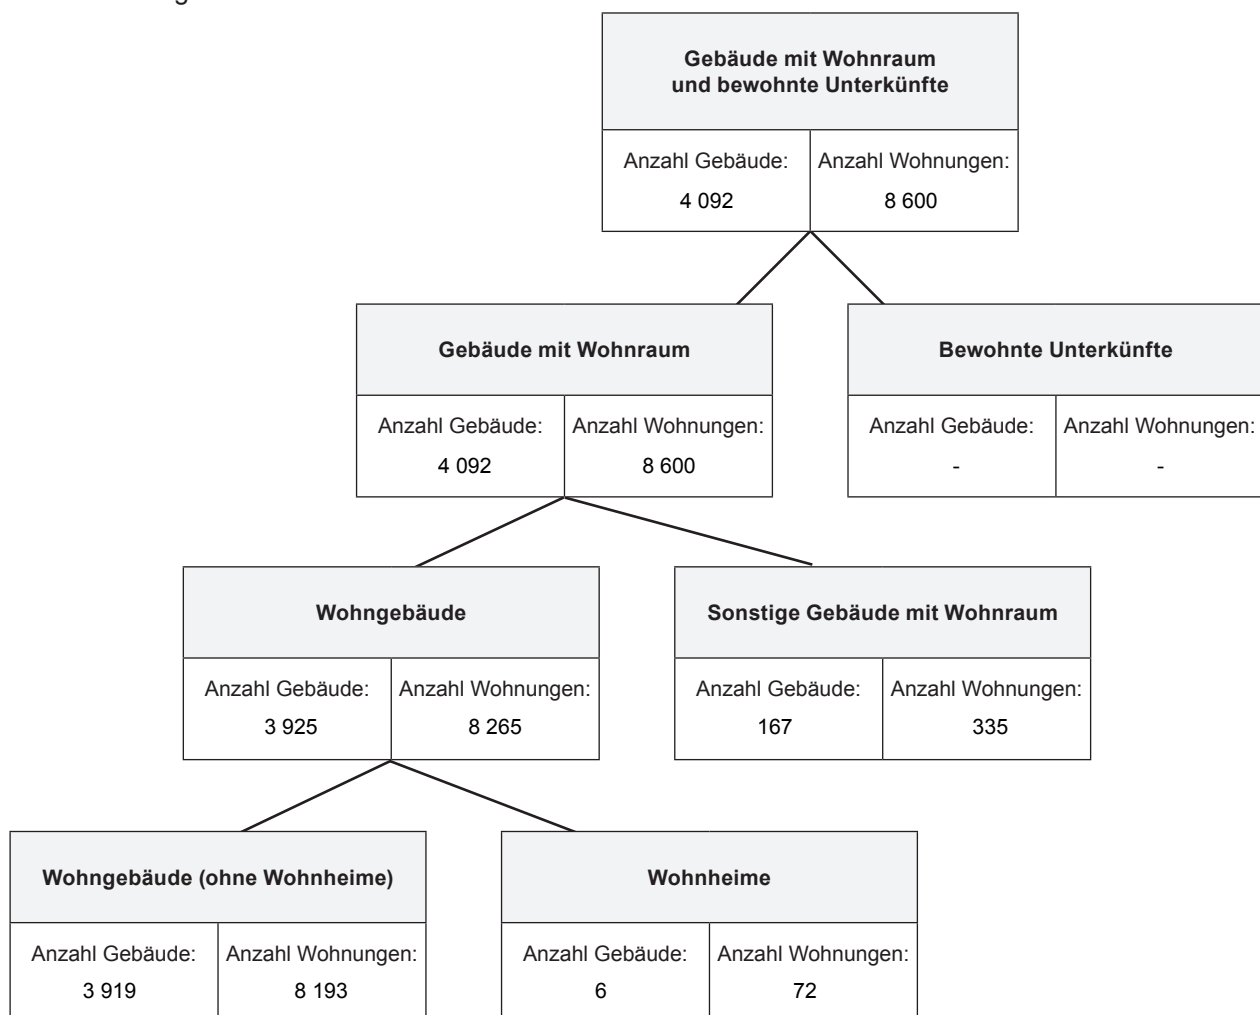 Gebäude mit Wohnraum
und bewohnte Unterkünfte
Anzahl Gebäude: Anzahl Wohnungen:
4 092 8 600
Gebäude mit Wohnraum
Anzahl Gebäude: Anzahl Wohnungen:
4 092 8 600
Bewohnte Unterkünfte
Anzahl Gebäude: Anzahl Wohnungen:
- -
Wohngebäude
Anzahl Gebäude: Anzahl Wohnungen:
3 925 8 265
Sonstige Gebäude mit Wohnraum
Anzahl Gebäude: Anzahl Wohnungen:
167 335
Wohngebäude (ohne Wohnheime)
Anzahl Gebäude: Anzahl Wohnungen:
3 919 8 193
Wohnheime
Anzahl Gebäude: Anzahl Wohnungen:
6 72